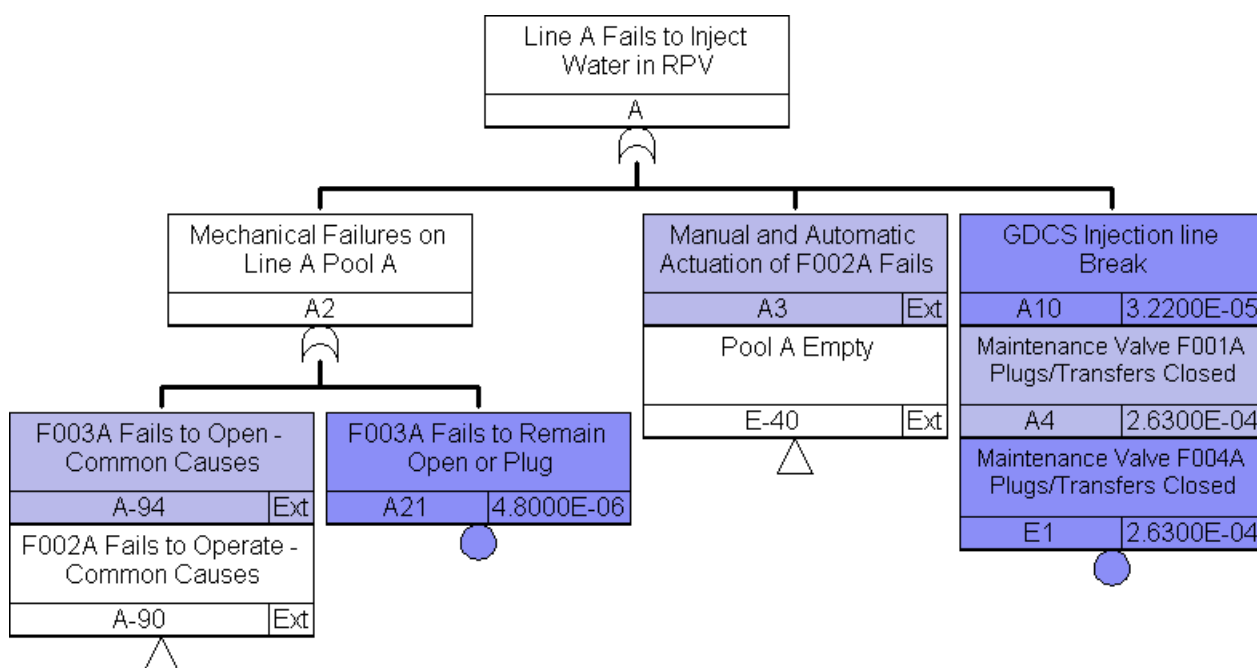 Line A Fails to Inject
Water in RPV
A
Mechanical Failures on
Line A Pool A
A2
Manual and Automatic
Actuation of F002A Fails
A3 Ext
Pool A Empty
E-40 Ext
GDCS Injection line
Break
A10 3.2200E-05
Maintenance Valve F001A
Plugs/Transfers Closed
A4 2.6300E-04
Maintenance Valve F004A
Plugs/Transfers Closed
E1 2.6300E-04
F003A Fails to Open -
Common Causes
A-94 Ext
F002A Fails to Operate -
Common Causes
A-90 Ext
F003A Fails to Remain
Open or Plug
A21 4.8000E-06